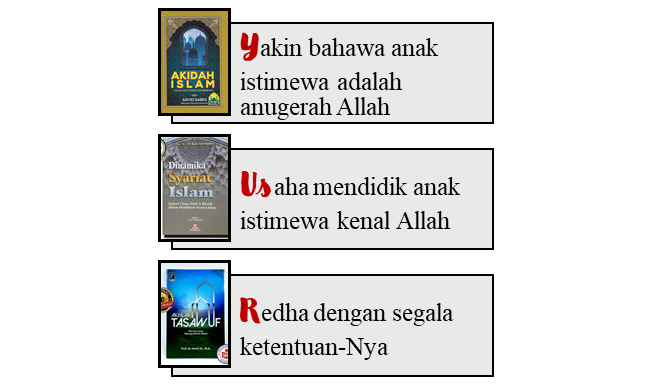 AKIDAH
ISLAM
SAYID SABIQ
Yakin bahawa anak
istimewa adalah
anugerah Allah
Dinamika
Syariat
Islam
Usaha mendidik anak
istimewa kenal Allah
AKHLAK
TASAWUF
Redha dengan segala
ketentuan-Nya